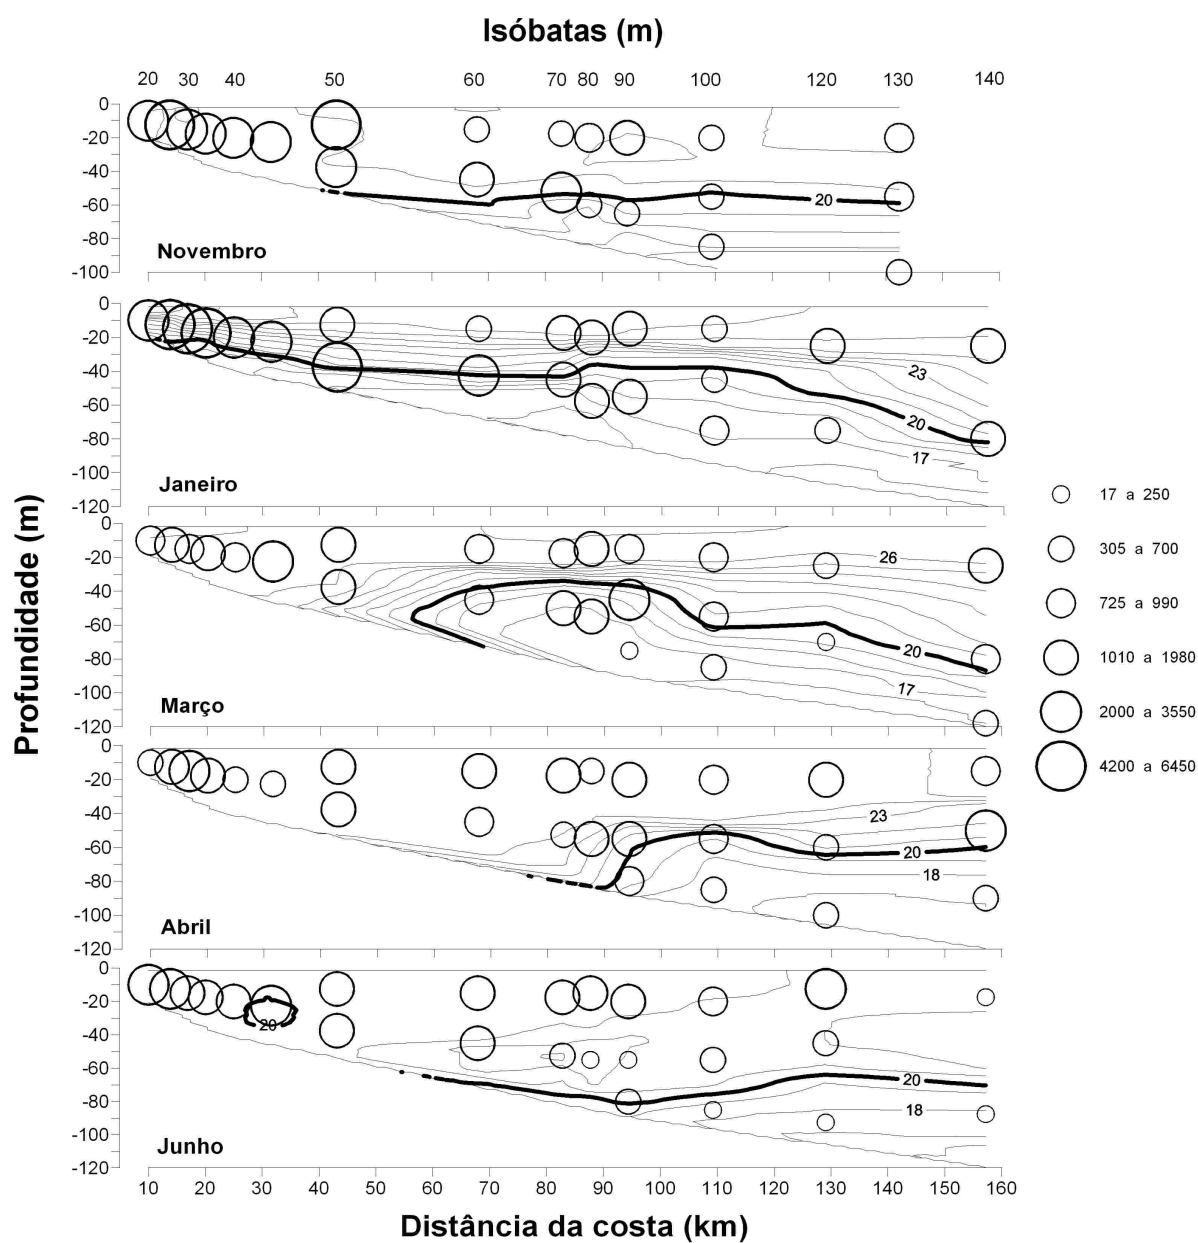 Isóbatas (m)
20 30 40 50 60 70 80 90 100 120 130 140
0
-20
-40
-60
-80
-100
20
Novembro
0
-20
-40
-60
-80
-100
-120
23
20
17
Janeiro
0
-20
-40
-60
-80
-100
-120
26
20
17
Março
0
-20
-40
-60
-80
-100
-120
23
20
18
Abril
0
-20
-40
-60
-80
-100
-120
20
20
18
Junho
10 20 30 40 50 60 70 80 90 100 110 120 130 140 150 160
Distância da costa (km)
Profundidade (m)
17 a 250
305 a 700
725 a 990
1010 a 1980
2000 a 3550
4200 a 6450